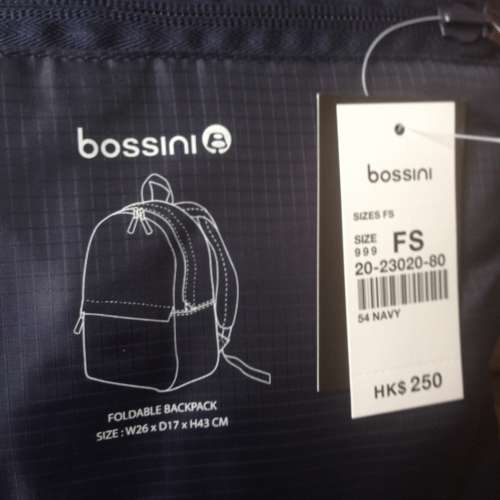 bossini
FOLDABLE BACKPACK
SIZE : W26 x D17 x H43 CM
bossini
SIZES FS
SIZE FS
999
20-23020-80
54 NAVY
HK$ 250